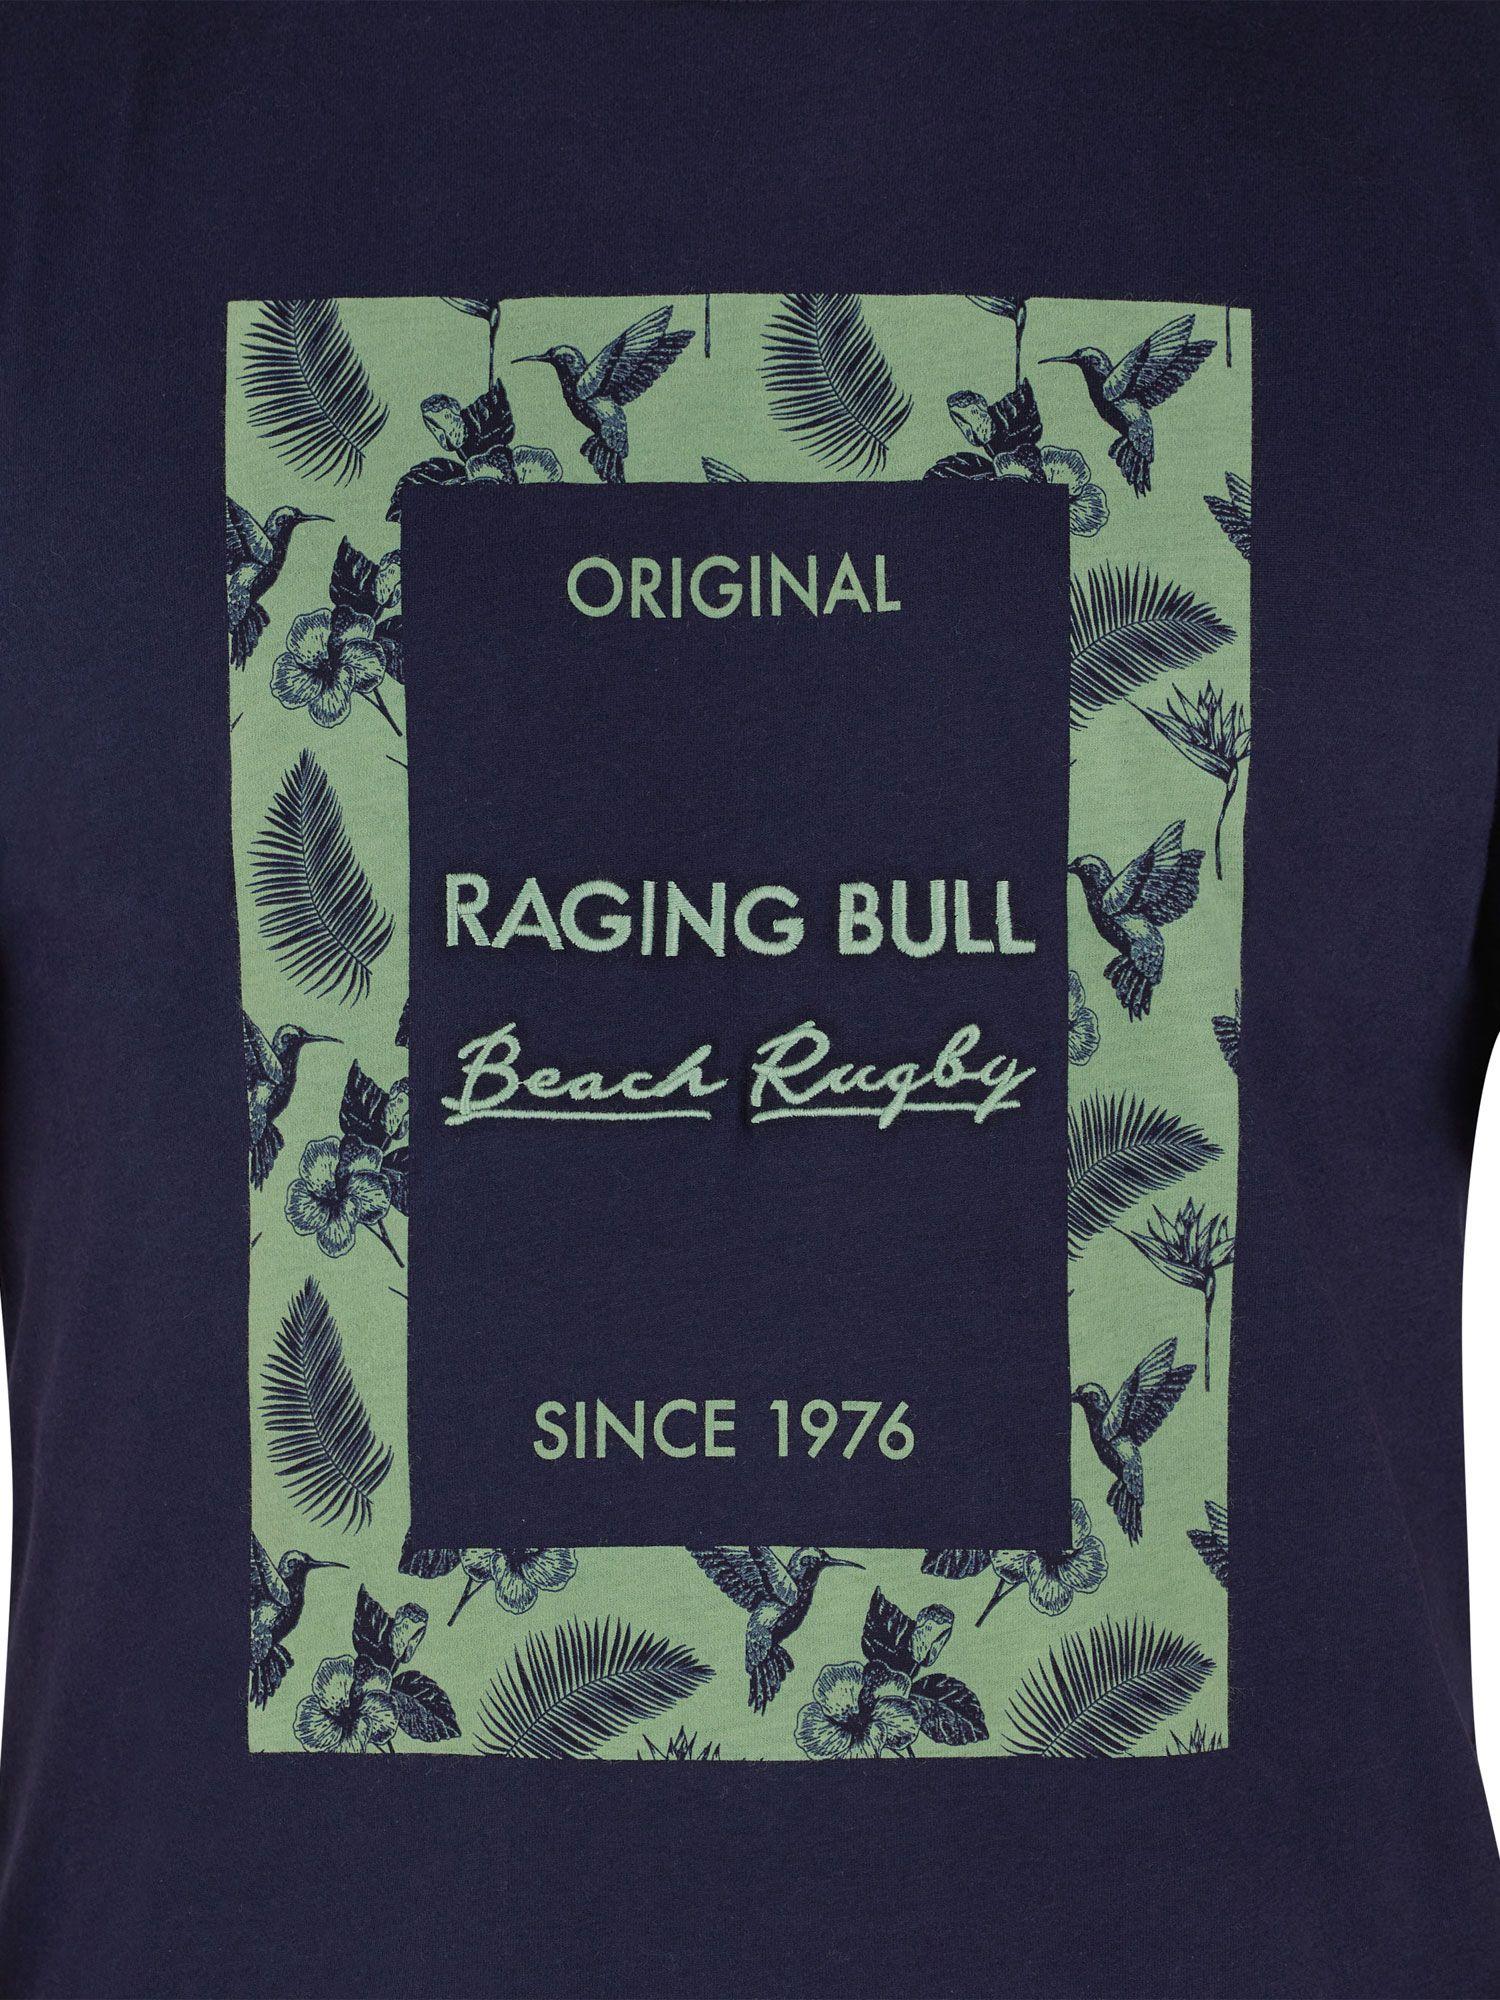 ORIGINAL
RAGING BULL
Beach Rugby
SINCE 1976